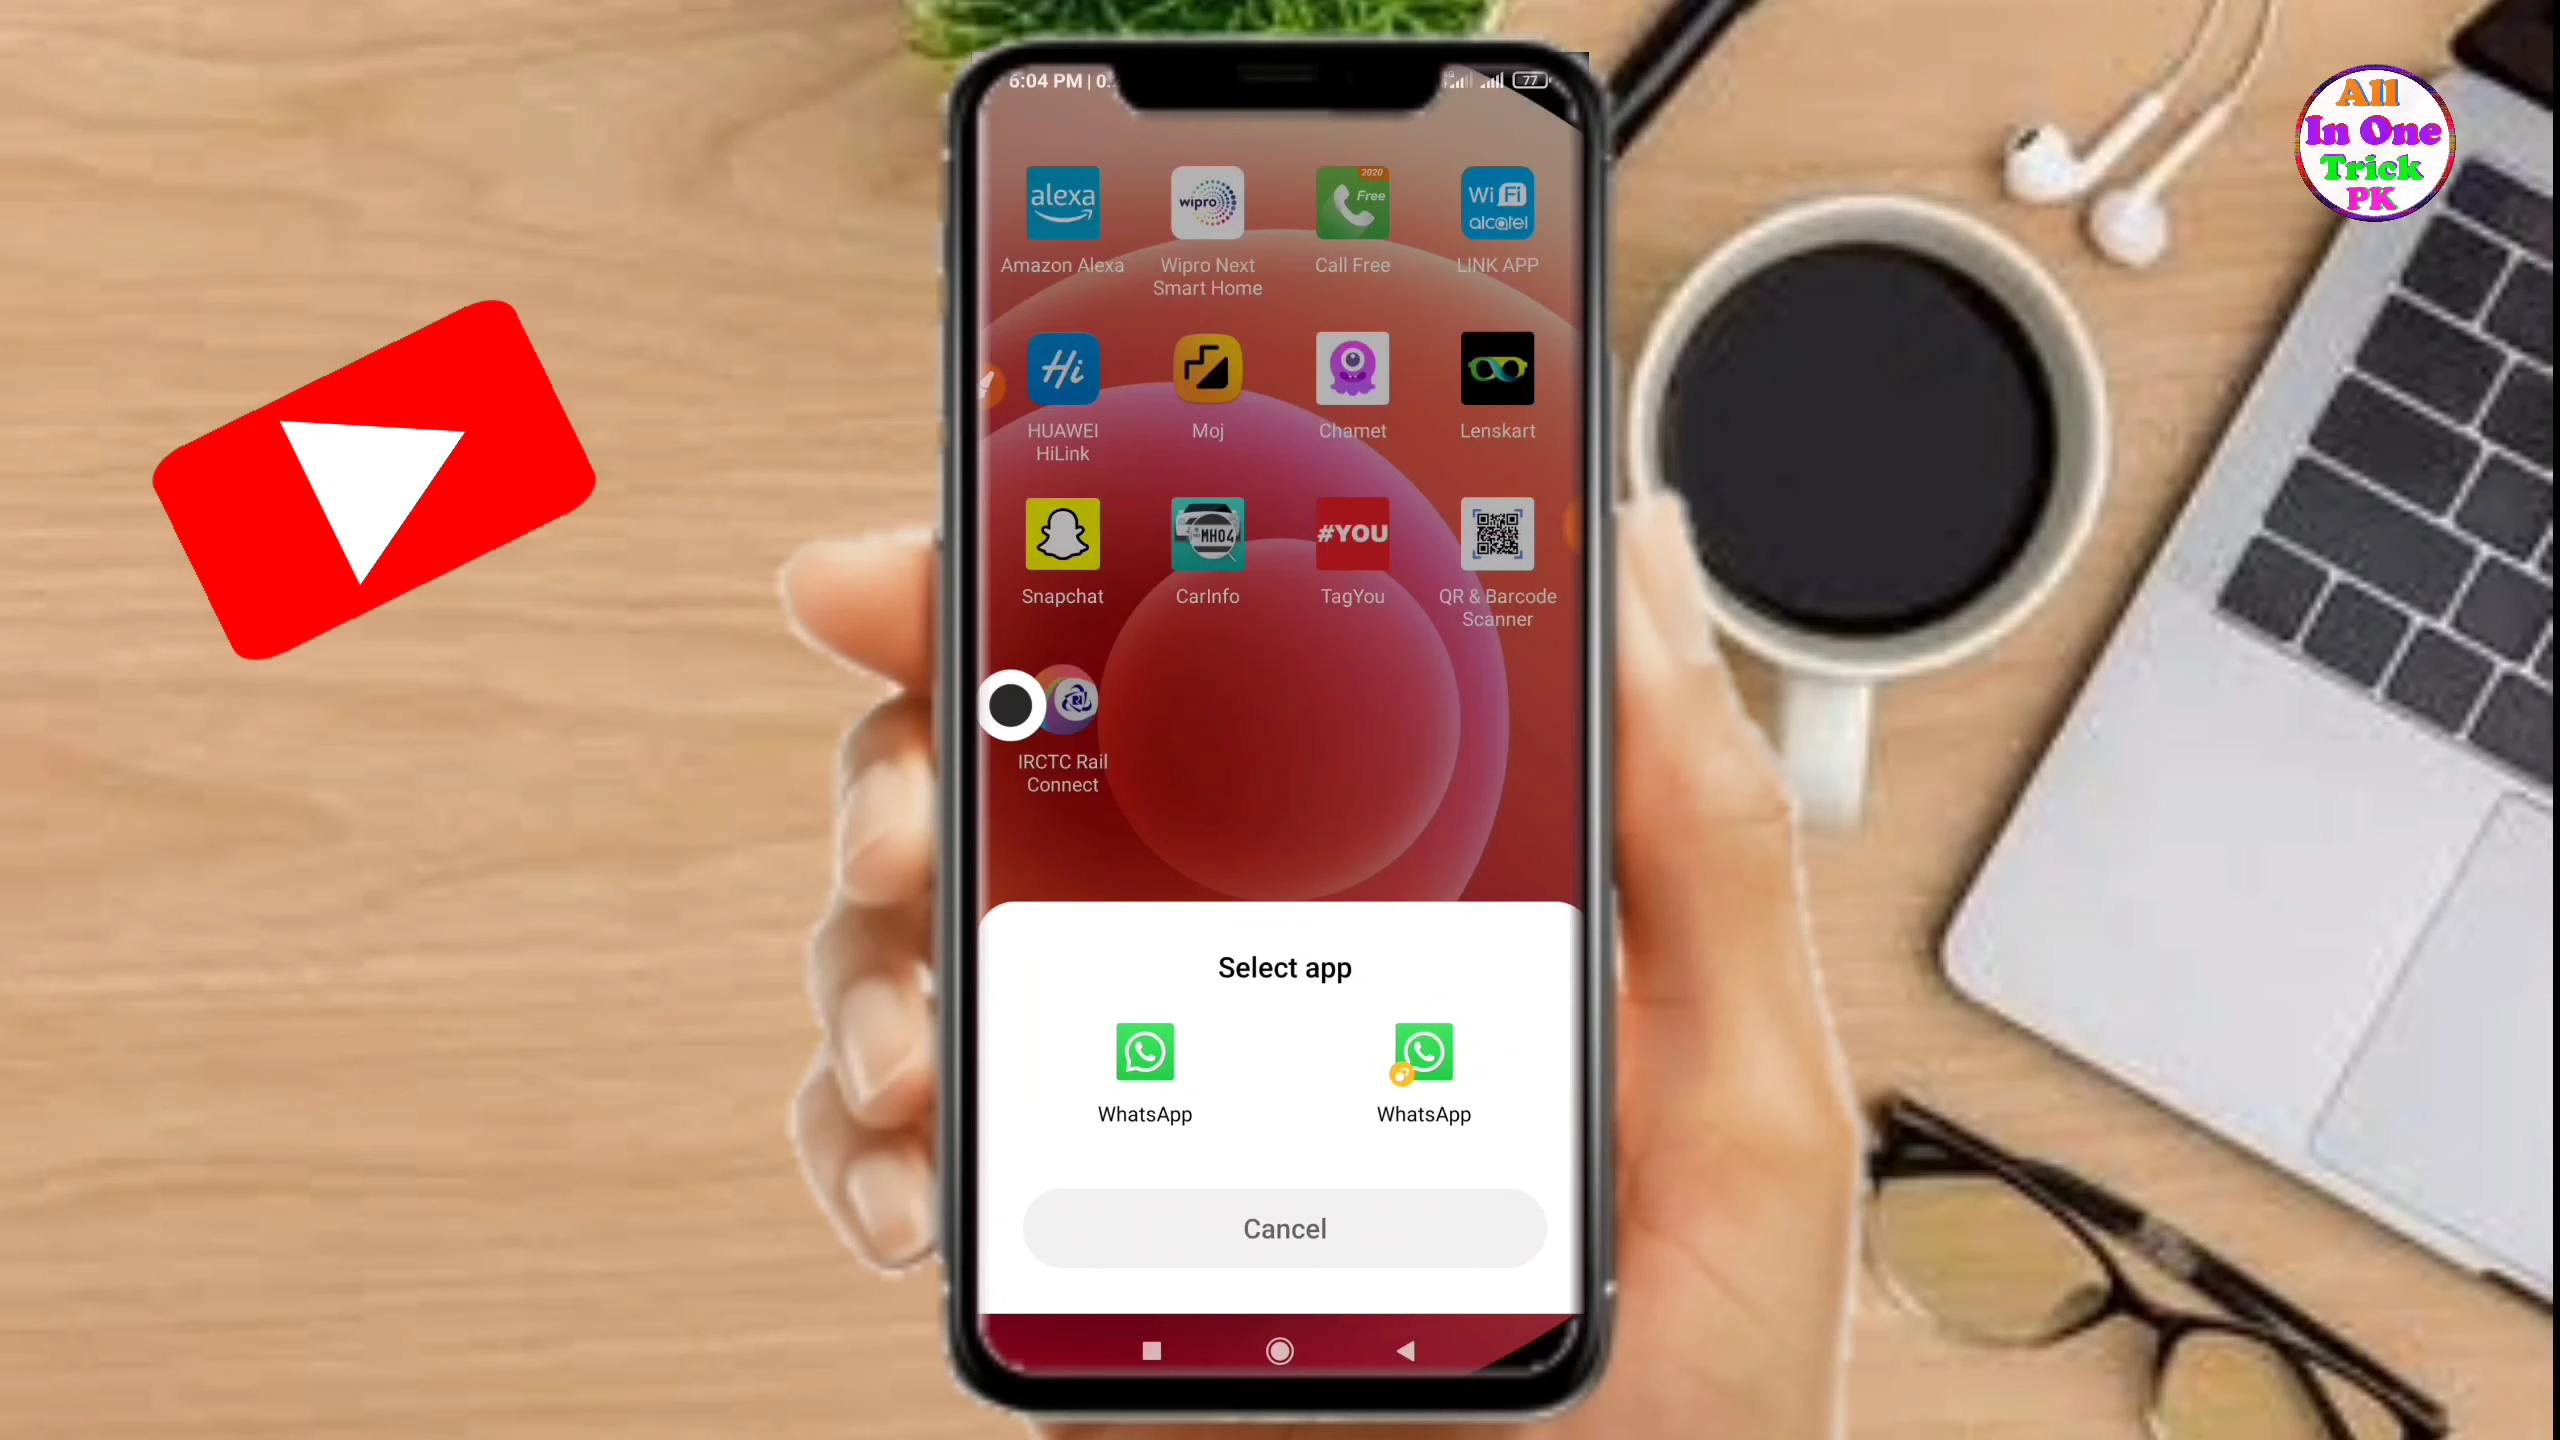 6:04 PM | 0.
77
All
In One
Trick
PK
alexa
wipro
2020
Free
Wi Fi
alcatel
Amazon Alexa
Wipro Next
Smart Home
Call Free
LINK APP
Hi
HUAWEI
HiLink
Moj
Chamet
Lenskart
MH04
#YOU
Snapchat
CarInfo
TagYou
QR & Barcode
Scanner
IRCTC Rail
Connect
Select app
WhatsApp
WhatsApp
Cancel